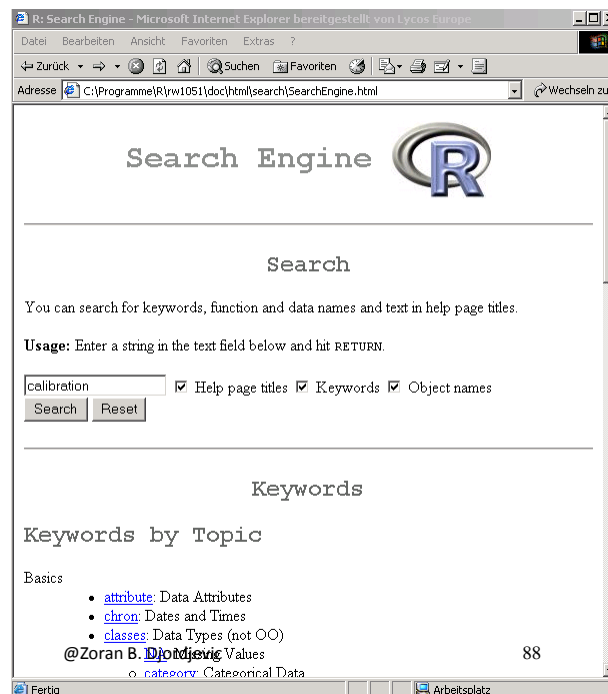 R: Search Engine - Microsoft Internet Explorer bereitgestellt von Lycos Europe
Datei Bearbeiten Ansicht Favoriten Extras ?
Zurück Suchen Favoriten
Adresse C:\Programme\R\rw1051\doc\html\search\SearchEngine.html Wechseln zu
Search Engine R
Search
You can search for keywords, function and data names and text in help page titles.
Usage: Enter a string in the text field below and hit RETURN.
calibration Help page titles Keywords Object names
Search Reset
Keywords
Keywords by Topic
Basics
attribute: Data Attributes
chron: Dates and Times
classes: Data Types (not OO)
NA: Missing Values
@Zoran B. Djordjevic 88
category: Categorical Data
Fertig Arbeitsplatz